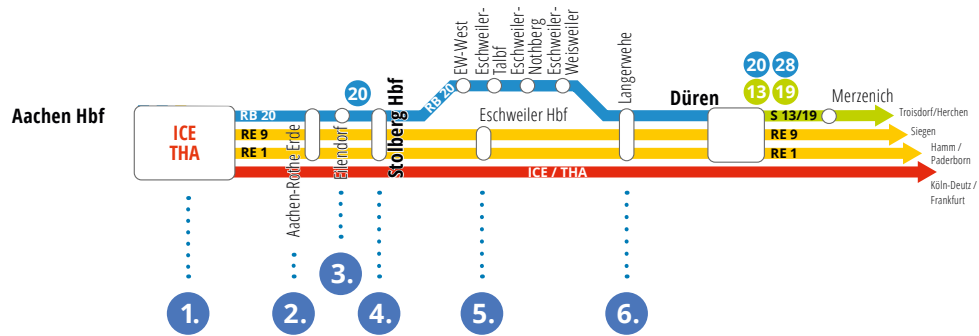 Aachen Hbf
ICE
THA
RB 20
RE 9
RE 1
ICE / THA
Aachen-Rothe Erde
Eilendorf
20
Stolberg Hbf
RB 20
EW-West
Eschweiler-
Talbf
Eschweiler-
Nothberg
Eschweiler-
Weisweiler
Eschweiler Hbf
Langerwehe
Düren
20
28
13
19
S 13/19
RE 9
RE 1
Merzenich
Troisdorf/Herchen
Siegen
Hamm /
Paderborn
Köln-Deutz /
Frankfurt
1.
2.
3.
4.
5.
6.